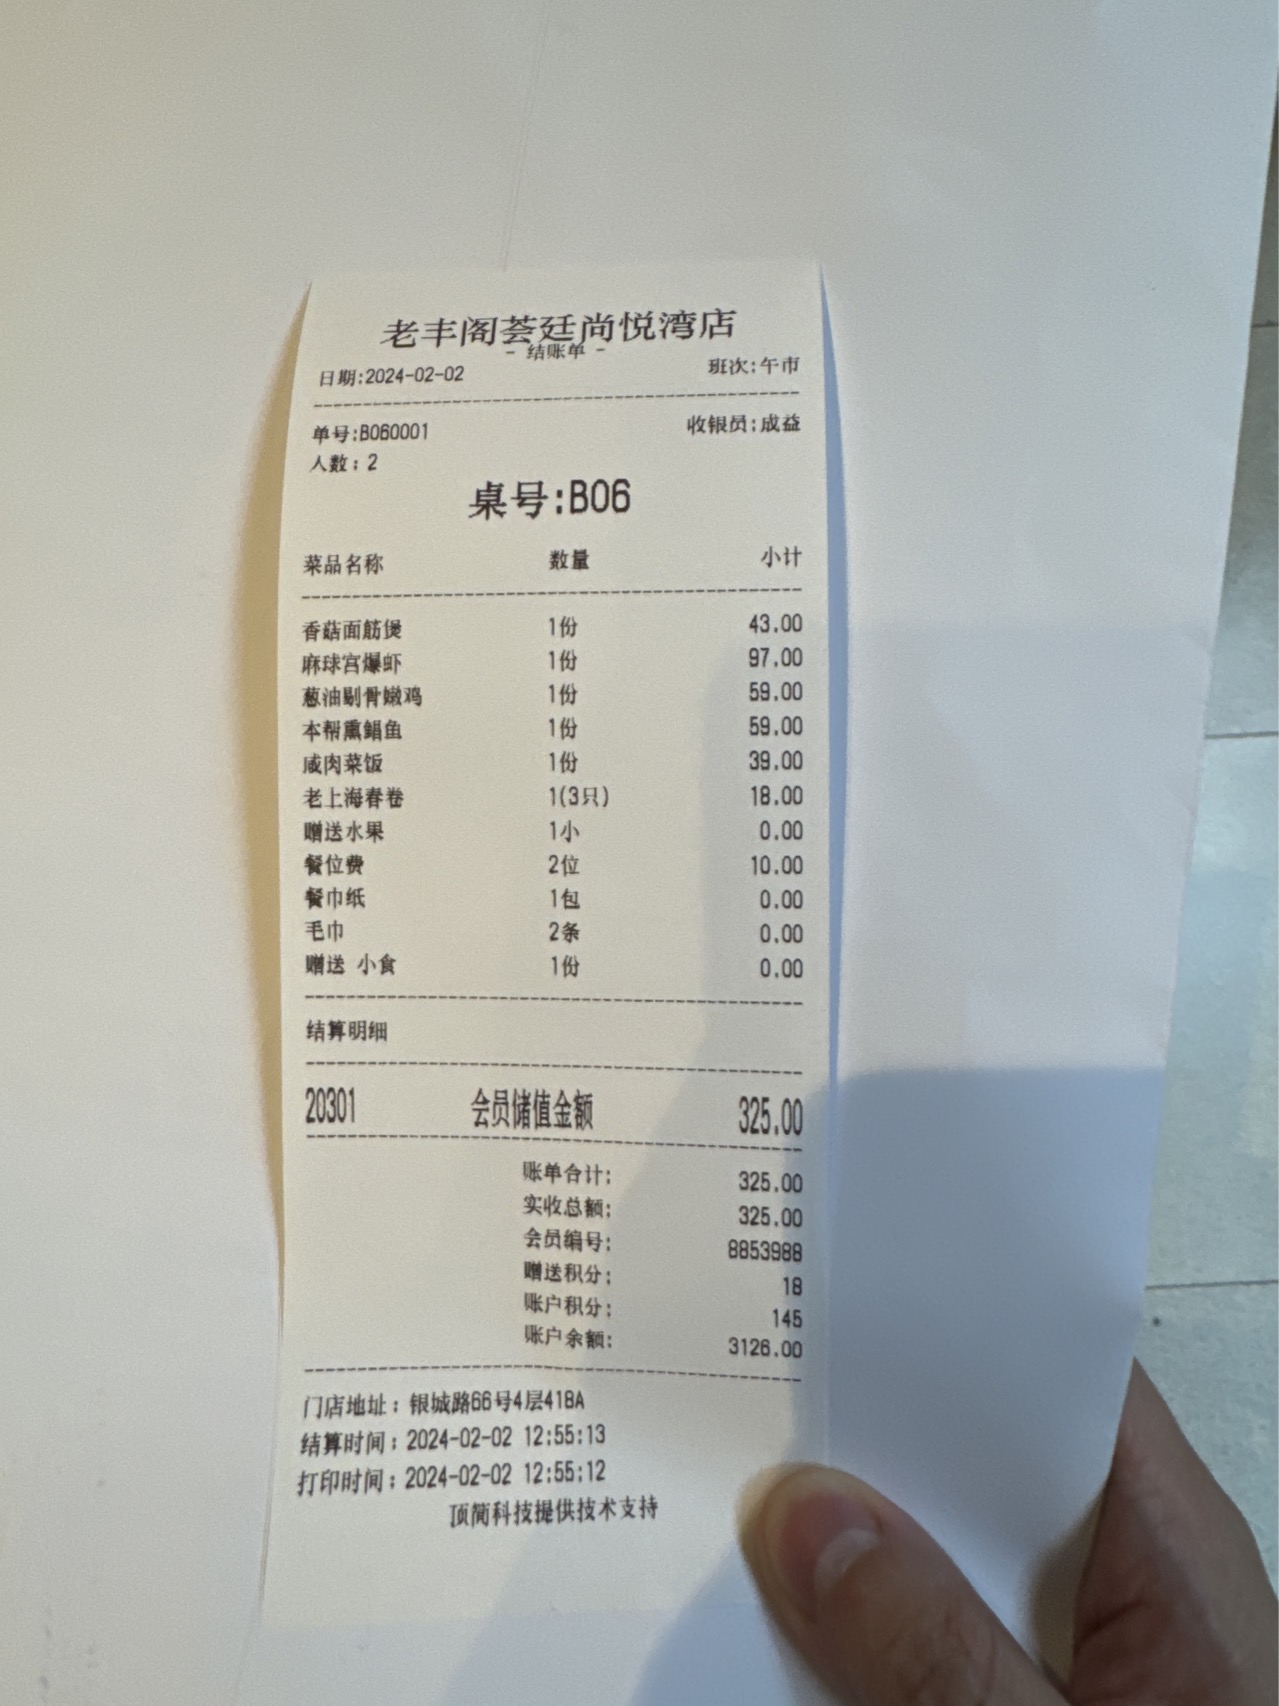 老丰阁荟廷尚悦湾店
- 结账单 -
日期:2024-02-02 班次:午市
单号:B060001 收银员:成益
人数：2
桌号:B06
菜品名称 数量 小计
香菇面筋煲 1份 43.00
麻球宫爆虾 1份 97.00
葱油剔骨嫩鸡 1份 59.00
本帮熏鲳鱼 1份 59.00
咸肉菜饭 1份 39.00
老上海春卷 1(3只) 18.00
赠送水果 1小 0.00
餐位费 2位 10.00
餐巾纸 1包 0.00
毛巾 2条 0.00
赠送 小食 1份 0.00
结算明细
20301 会员储值金额 325.00
账单合计: 325.00
实收总额: 325.00
会员编号: 8853988
赠送积分: 18
账户积分: 145
账户余额: 3126.00
门店地址：银城路66号4层418A
结算时间：2024-02-02 12:55:13
打印时间：2024-02-02 12:55:12
顶简科技提供技术支持